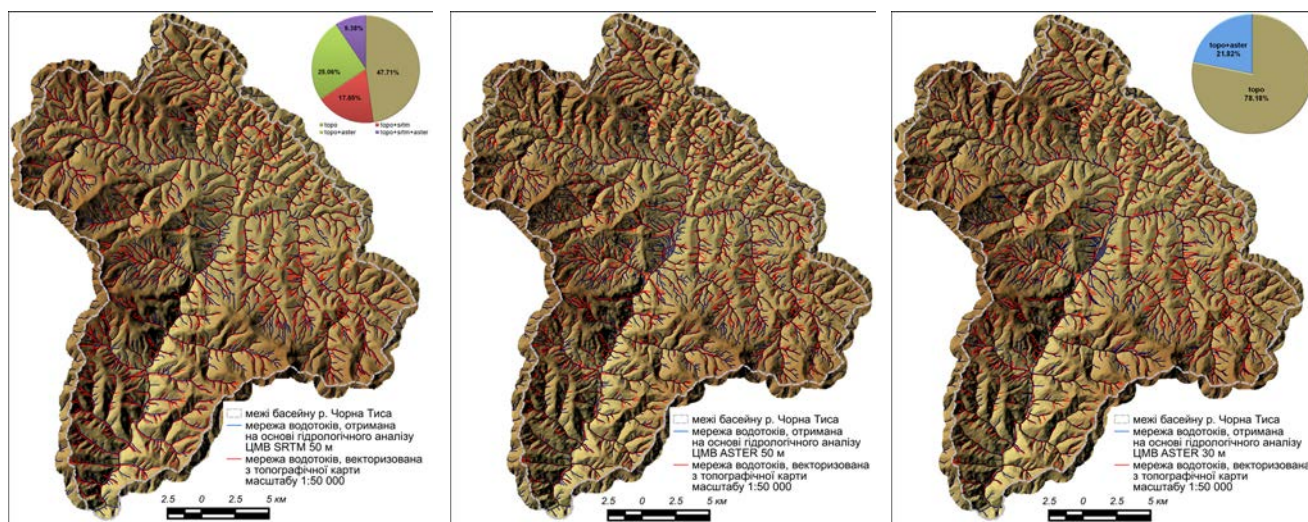 9.38%
25.06%
47.71%
17.85%
topo
topo+srtm
topo+aster
topo+srtm+aster
межі басейну р. Чорна Тиса
мережа водотоків, отримана
на основі гідрологічного аналізу
ЦМВ SRTM 50 м
мережа водотоків, векторизована
з топографічної карти
масштабу 1:50 000
2.5 0 2.5 5 км
межі басейну р. Чорна Тиса
мережа водотоків, отримана
на основі гідрологічного аналізу
ЦМВ ASTER 50 м
мережа водотоків, векторизована
з топографічної карти
масштабу 1:50 000
2.5 0 2.5 5 км
topo+aster
21.82%
topo
78.18%
межі басейну р. Чорна Тиса
мережа водотоків, отримана
на основі гідрологічного аналізу
ЦМВ ASTER 30 м
мережа водотоків, векторизована
з топографічної карти
масштабу 1:50 000
2.5 0 2.5 5 км